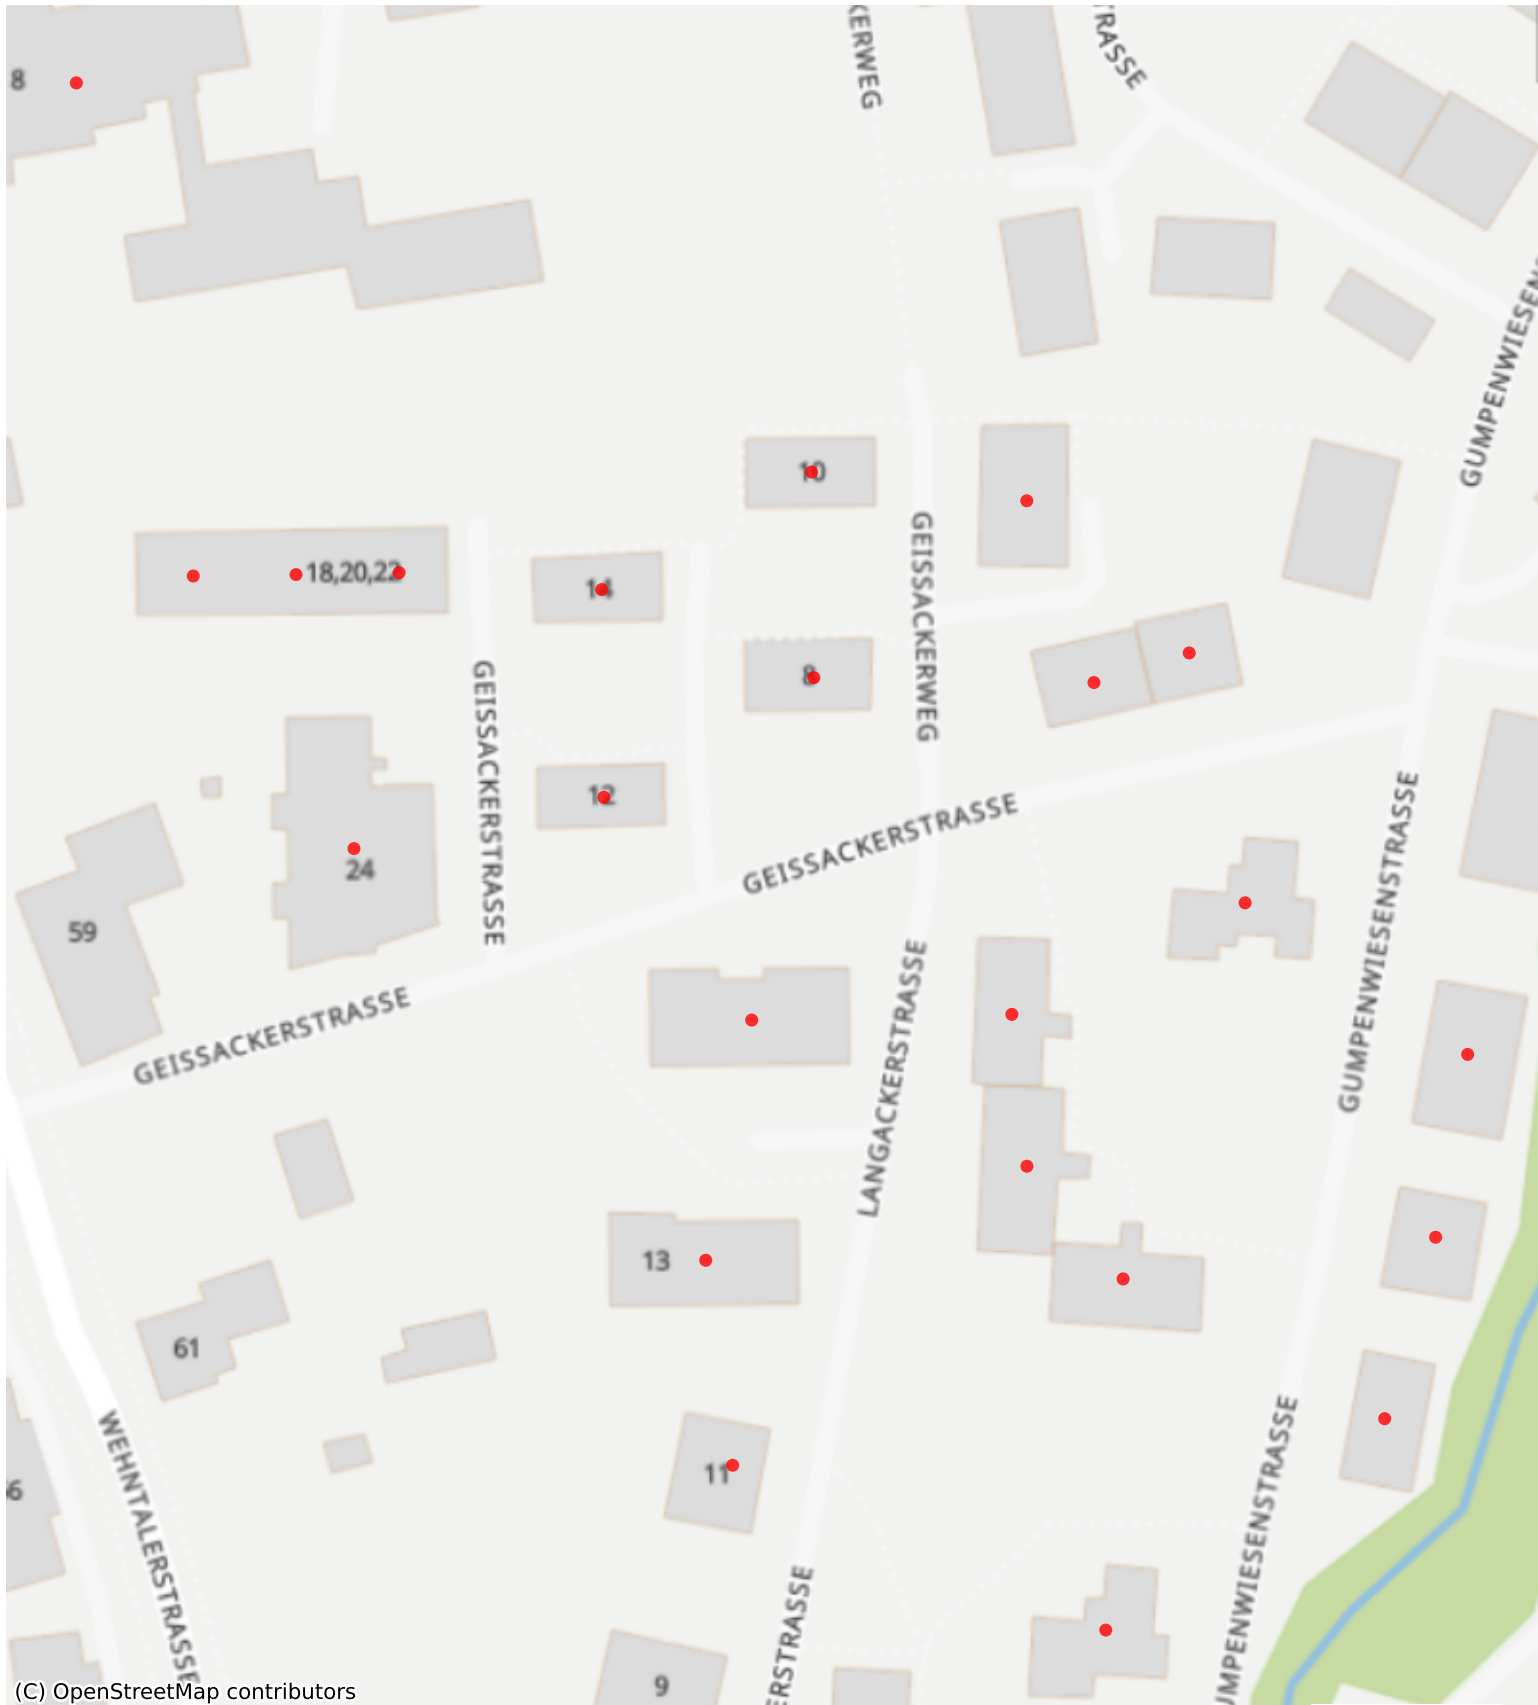 KERWEG
TRASSE
8
GUMPENWIESEN
10
GEISSACKERWEG
18,20,22
14
8
GEISSACKERSTRASSE
12
GEISSACKERSTRASSE
24
59
GUMPENWIESENSTRASSE
GEISSACKERSTRASSE
LANGACKERSTRASSE
13
61
WEHNTALERSTRASSE
11
6
UMPENWIESENSTRASSE
ERSTRASSE
9
(C) OpenStreetMap contributors